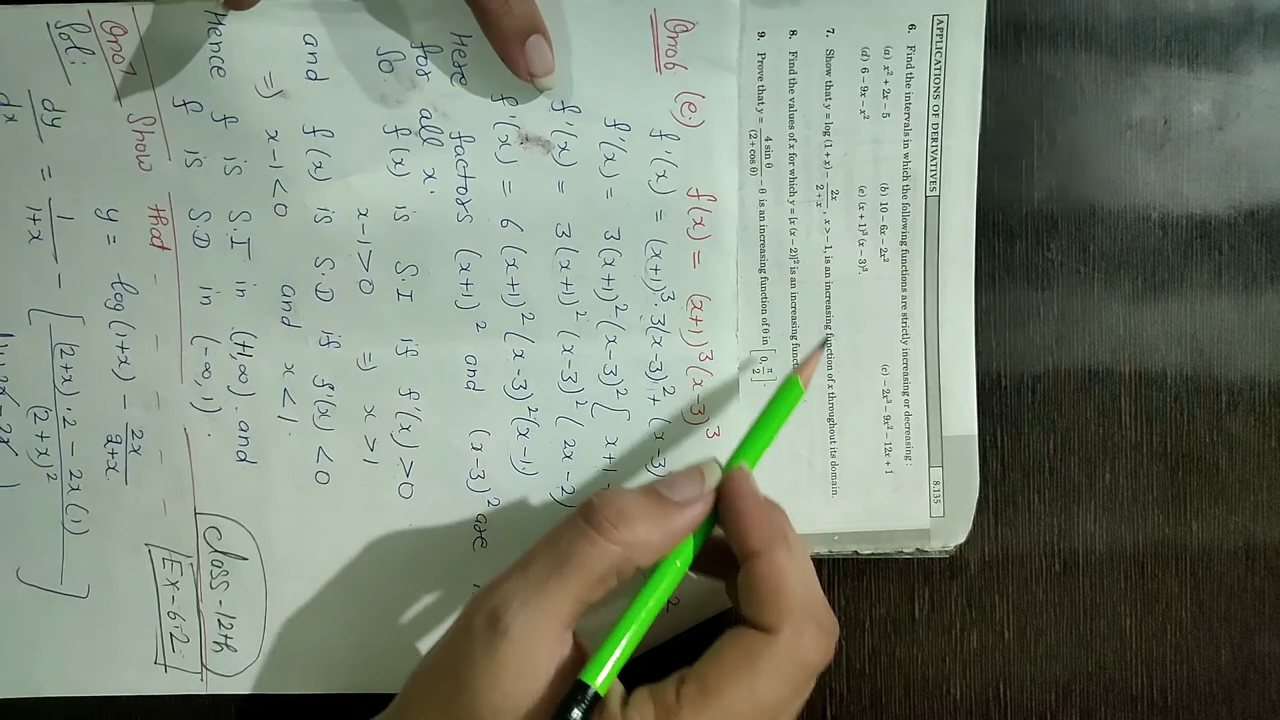 APPLICATIONS OF DERIVATIVES 8.135
6. Find the intervals in which the following functions are strictly increasing or decreasing :
(a) x² + 2x – 5 (b) 10 – 6x – 2x² (c) – 2x³ – 9x² – 12x + 1
(d) 6 – 9x – x² (e) (x + 1)³ (x – 3)³.
7. Show that y = log (1 + x) – 2x/(2 + x), x > – 1, is an increasing function of x throughout its domain.
8. Find the values of x for which y = [x (x – 2)]² is an increasing
9. Prove that y = 4 sin θ/(2 + cos θ) – θ is an increasing function of θ in [0, π/2].
Qno6 (e) f(x) = (x+1)³(x-3)³
f'(x) = (x+1)³.3(x-3)² + (x-3)
f'(x) = 3(x+1)²(x-3)²[x+1
f'(x) = 3(x+1)²(x-3)²(2x-2)
f'(x) = 6(x+1)²(x-3)²(x-1)
Here factors (x+1)² and (x-3)² are
for all x.
So f(x) is S.I if f'(x) > 0
x-1 > 0 ⇒ x > 1
and f(x) is S.D if f'(x) < 0
⇒ x-1 < 0 and x < 1.
Hence f is S.I in (1,∞). and
f is S.D in (-∞, 1).
Qno7 Show that - - - -
y = log(1+x) - 2x/(2+x)
Class-12th
Ex-6.2
Sol: dy/dx = 1/(1+x) - [((2+x).2 - 2x(1))/(2+x)²]